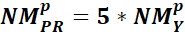 NM^p_PR = 5 * NM^p_Y